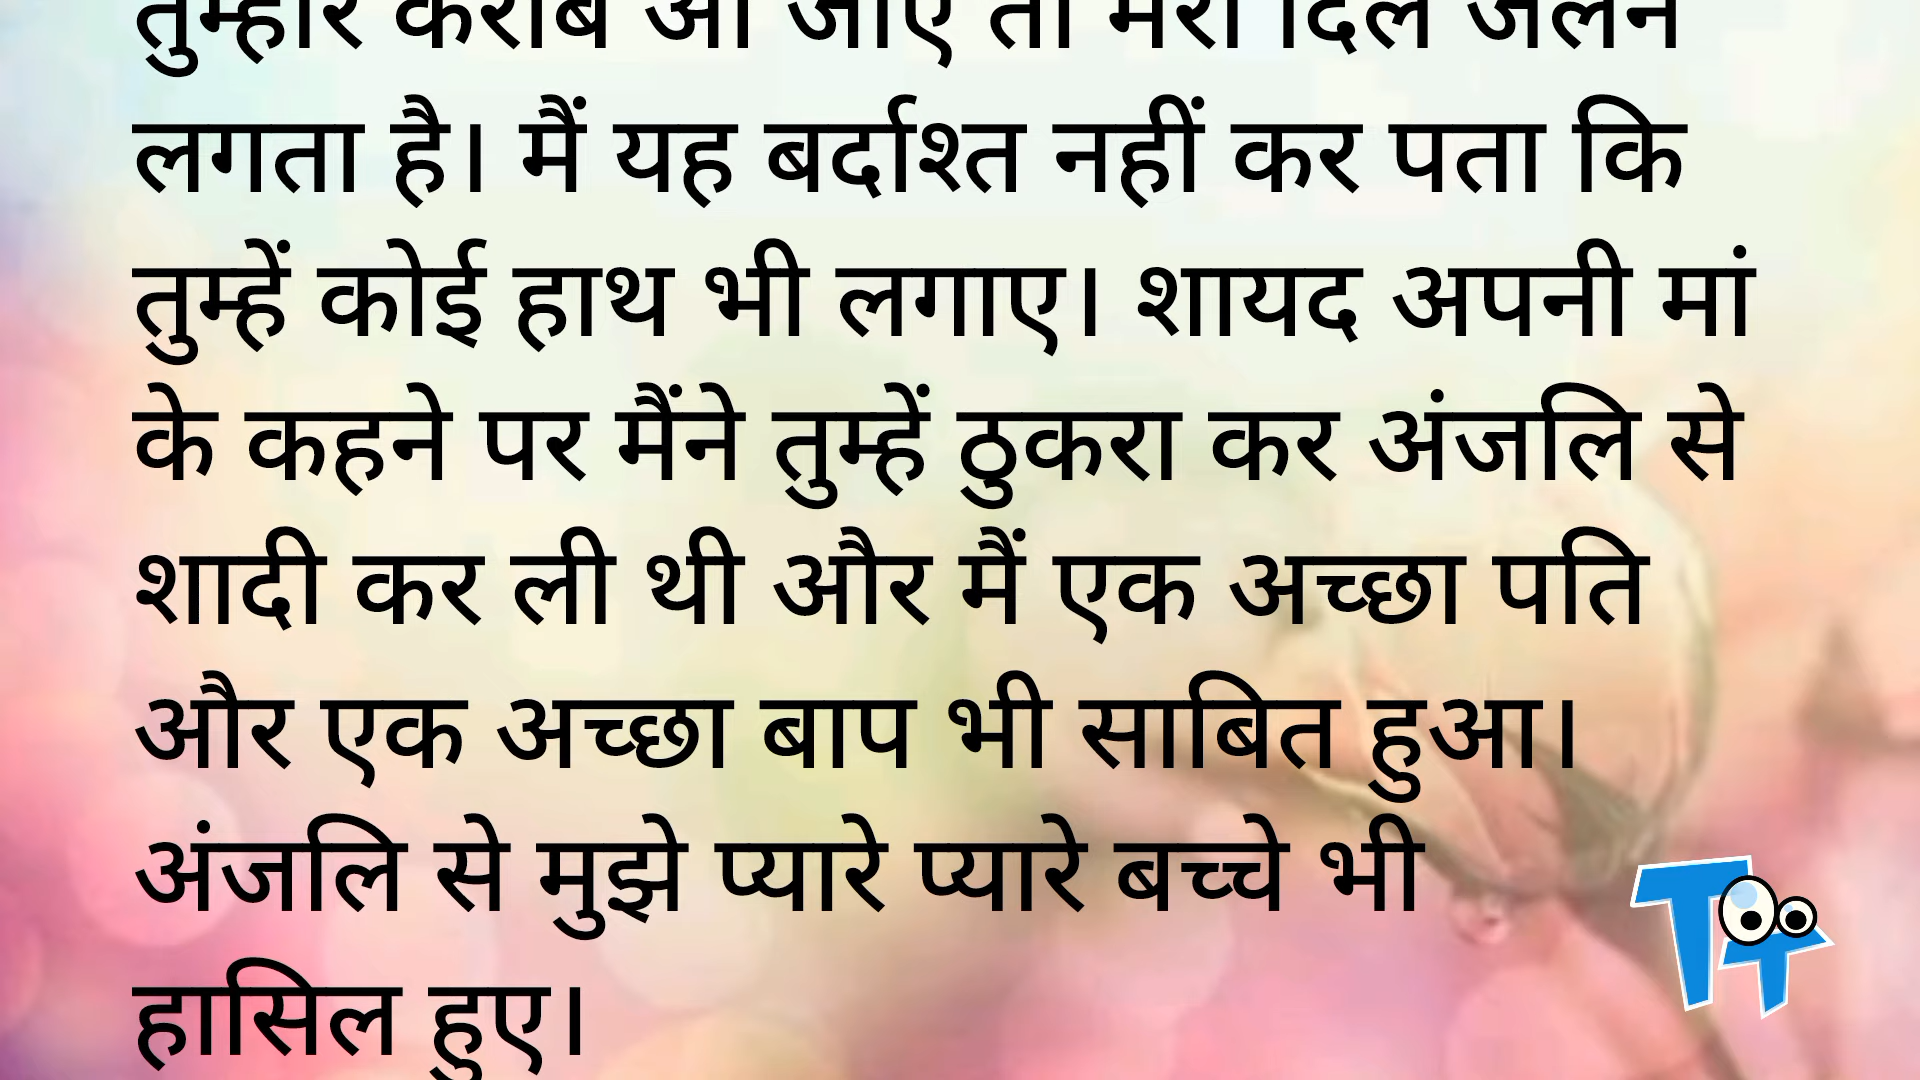 तुम्हारे करीब आ जाए तो मेरा दिल जलने
लगता है। मैं यह बर्दाश्त नहीं कर पता कि
तुम्हें कोई हाथ भी लगाए। शायद अपनी मां
के कहने पर मैंने तुम्हें ठुकरा कर अंजलि से
शादी कर ली थी और मैं एक अच्छा पति
और एक अच्छा बाप भी साबित हुआ।
अंजलि से मुझे प्यारे प्यारे बच्चे भी
हासिल हुए।
TT